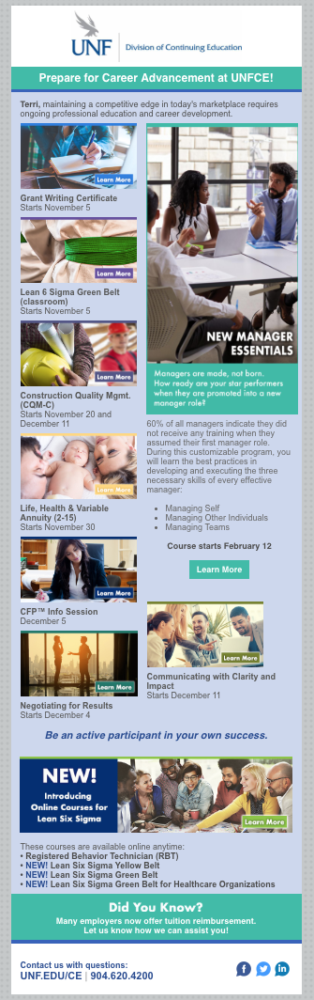 UNF
Division of Continuing Education
Prepare for Career Advancement at UNFCE!
Terri, maintaining a competitive edge in today's marketplace requires
ongoing professional education and career development.
Learn More
Grant Writing Certificate
Starts November 5
Learn More
Lean 6 Sigma Green Belt
(classroom)
Starts November 5
Learn More
Construction Quality Mgmt.
(CQM-C)
Starts November 20 and
December 11
Learn More
Life, Health & Variable
Annuity (2-15)
Starts November 30
Learn More
CFP™ Info Session
December 5
Learn More
Negotiating for Results
Starts December 4
NEW MANAGER
ESSENTIALS
Managers are made, not born.
How ready are your star performers
when they are promoted into a new
manager role?
60% of all managers indicate they did
not receive any training when they
assumed their first manager role.
During this customizable program, you
will learn the best practices in
developing and executing the three
necessary skills of every effective
manager:
• Managing Self
• Managing Other Individuals
• Managing Teams
Course starts February 12
Learn More
Learn More
Communicating with Clarity and
Impact
Starts December 11
Be an active participant in your own success.
NEW!
Introducing
Online Courses for
Lean Six Sigma
Learn More
These courses are available online anytime:
• Registered Behavior Technician (RBT)
• NEW! Lean Six Sigma Yellow Belt
• NEW! Lean Six Sigma Green Belt
• NEW! Lean Six Sigma Green Belt for Healthcare Organizations
Did You Know?
Many employers now offer tuition reimbursement.
Let us know how we can assist you!
Contact us with questions:
UNF.EDU/CE | 904.620.4200